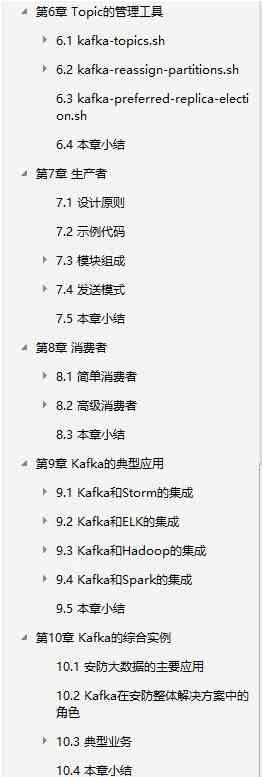 第6章 Topic的管理工具
6.1 kafka-topics.sh
6.2 kafka-reassign-partitions.sh
6.3 kafka-preferred-replica-electi
on.sh
6.4 本章小结
第7章 生产者
7.1 设计原则
7.2 示例代码
7.3 模块组成
7.4 发送模式
7.5 本章小结
第8章 消费者
8.1 简单消费者
8.2 高级消费者
8.3 本章小结
第9章 Kafka的典型应用
9.1 Kafka和Storm的集成
9.2 Kafka和ELK的集成
9.3 Kafka和Hadoop的集成
9.4 Kafka和Spark的集成
9.5 本章小结
第10章 Kafka的综合实例
10.1 安防大数据的主要应用
10.2 Kafka在安防整体解决方案中的
角色
10.3 典型业务
10.4 本章小结